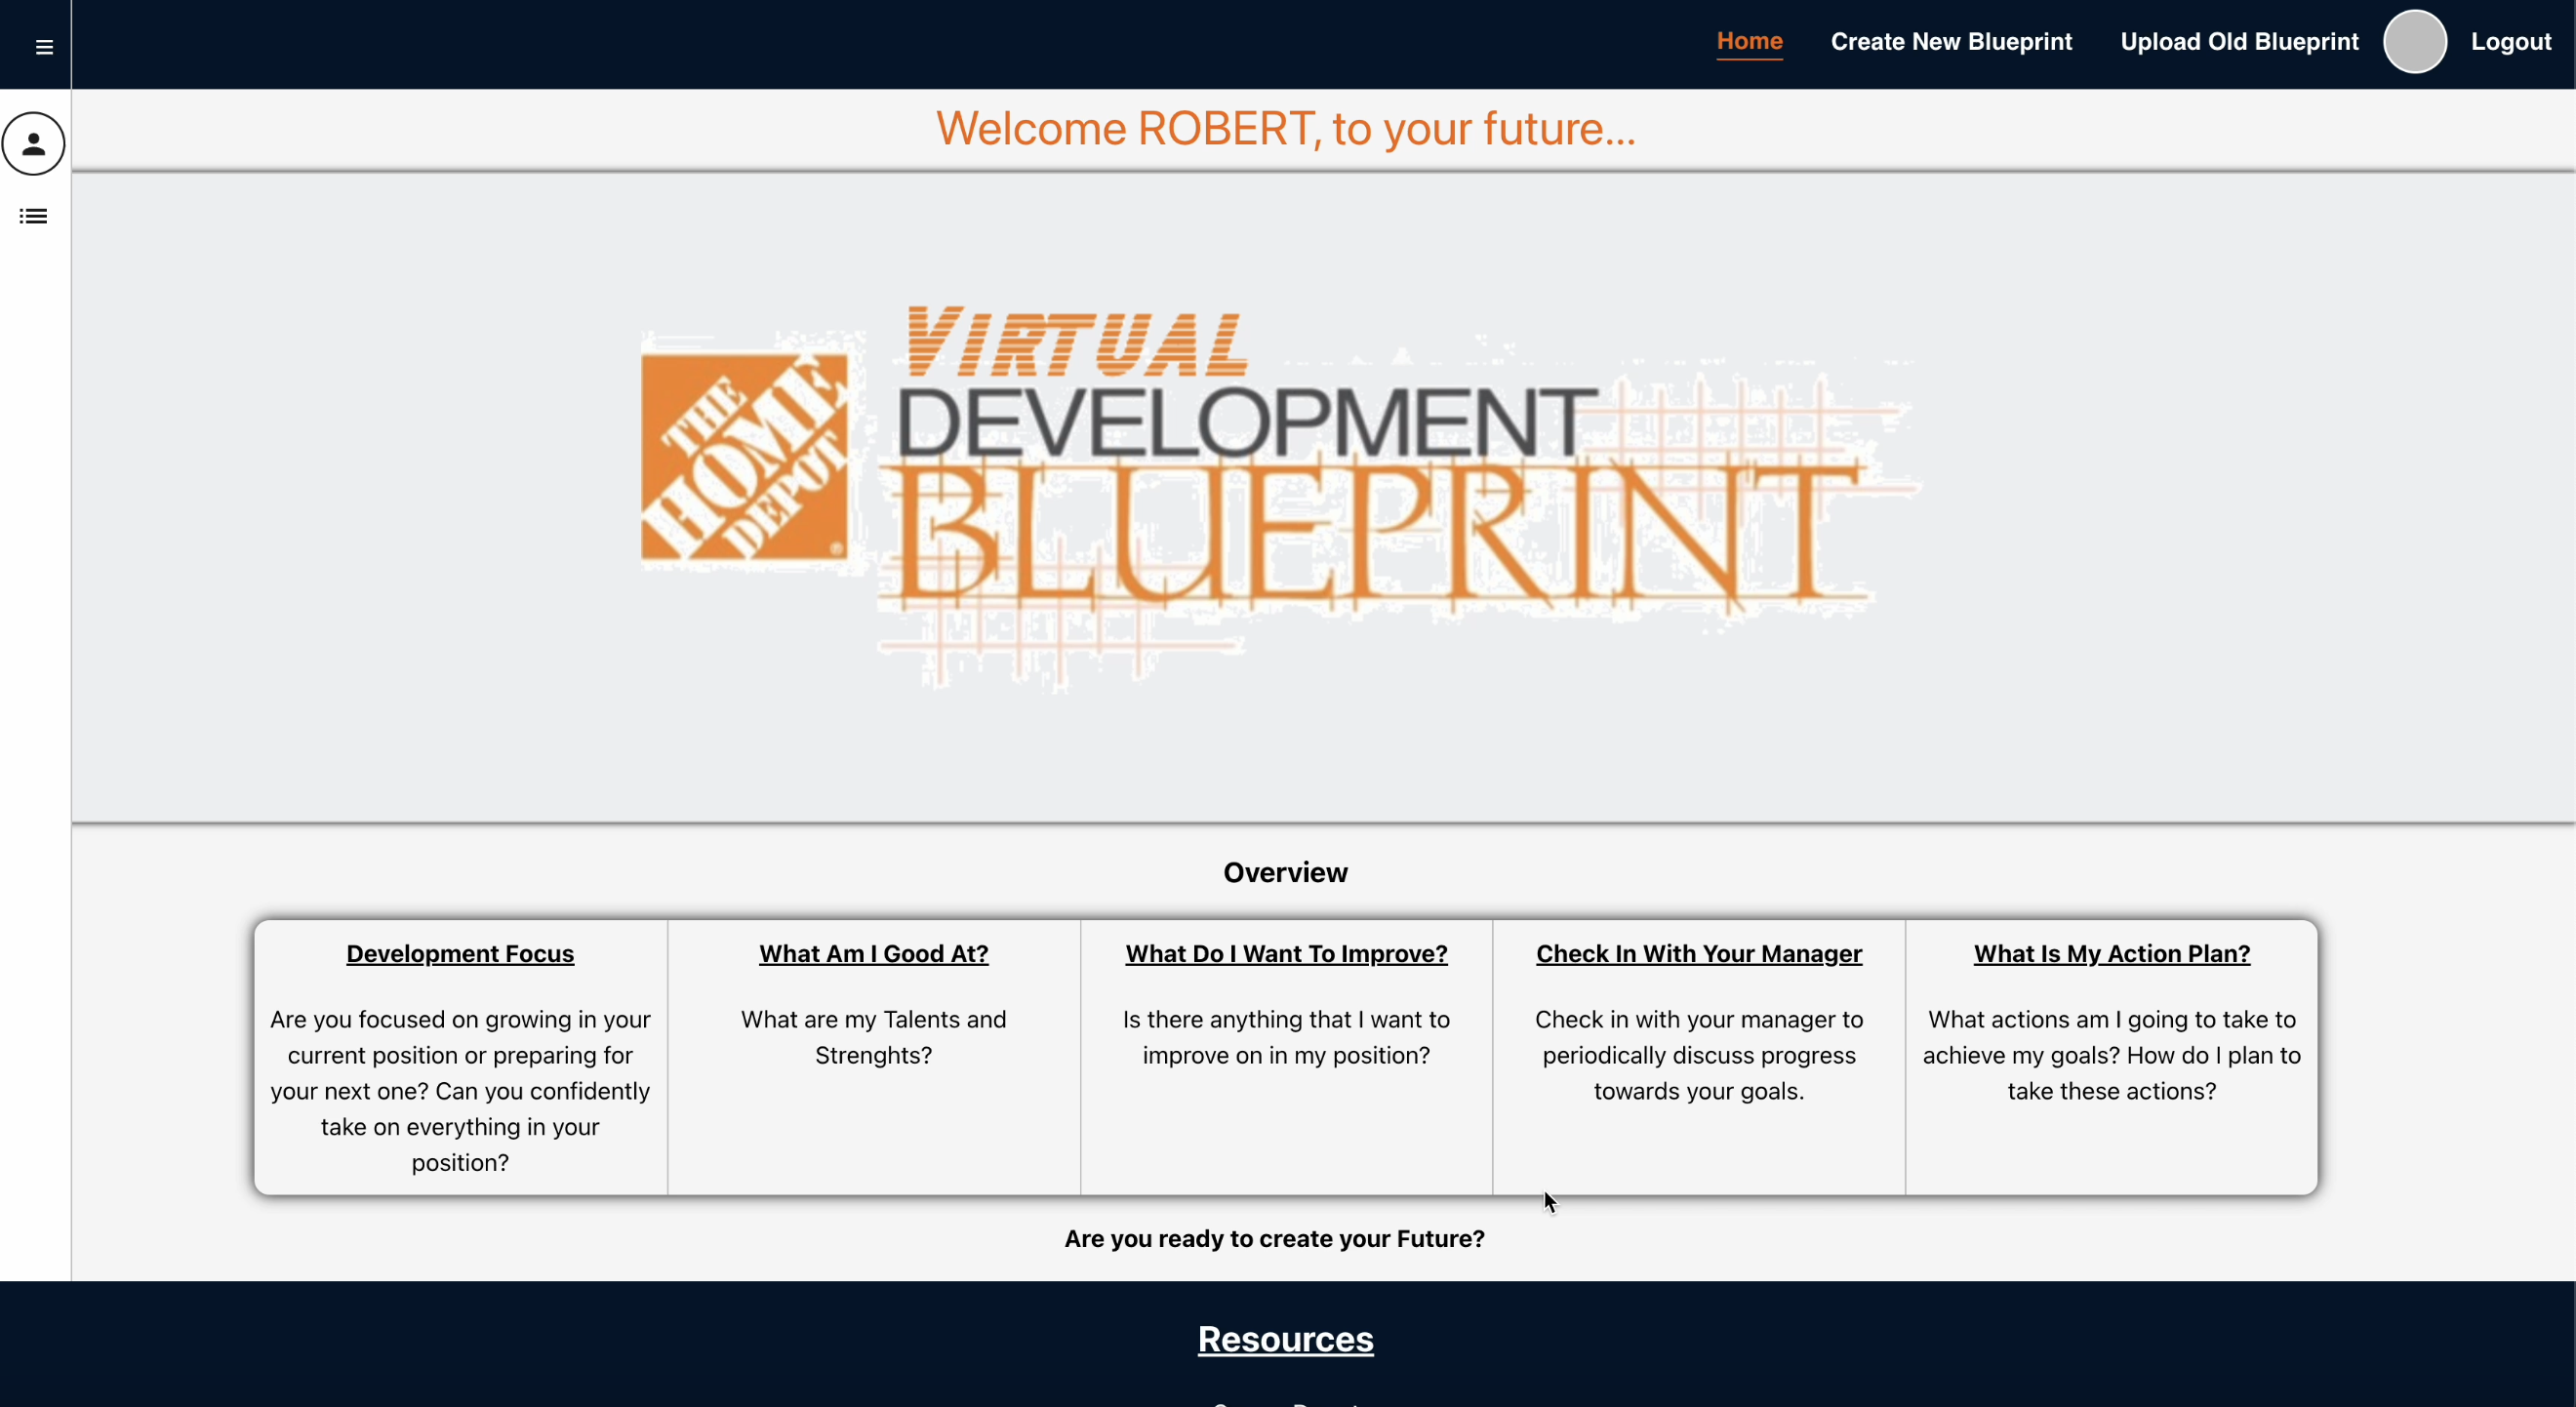 Home Create New Blueprint Upload Old Blueprint Logout
Welcome ROBERT, to your future...
THE
HOME
DEPOT
®
VIRTUAL
DEVELOPMENT
BLUEPRINT
Overview
Development Focus
Are you focused on growing in your
current position or preparing for
your next one? Can you confidently
take on everything in your
position?
What Am I Good At?
What are my Talents and
Strenghts?
What Do I Want To Improve?
Is there anything that I want to
improve on in my position?
Check In With Your Manager
Check in with your manager to
periodically discuss progress
towards your goals.
What Is My Action Plan?
What actions am I going to take to
achieve my goals? How do I plan to
take these actions?
Are you ready to create your Future?
Resources